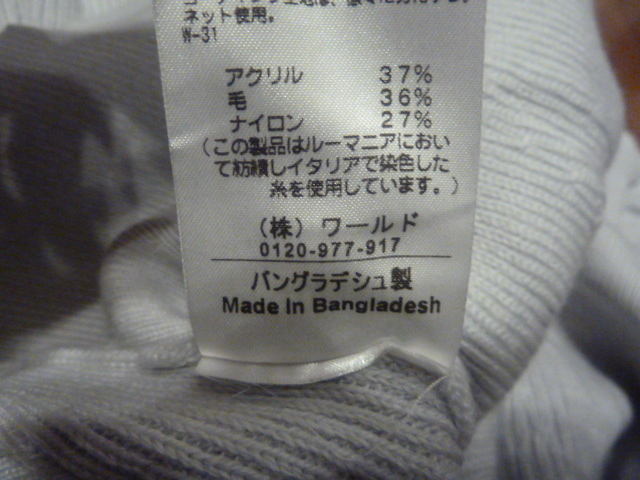 ネット使用。
W-31
アクリル 37%
毛 36%
ナイロン 27%
(この製品はルーマニアにおい
て紡績しイタリアで染色した
糸を使用しています。)
(株) ワールド
0120-977-917
バングラデシュ製
Made In Bangladesh